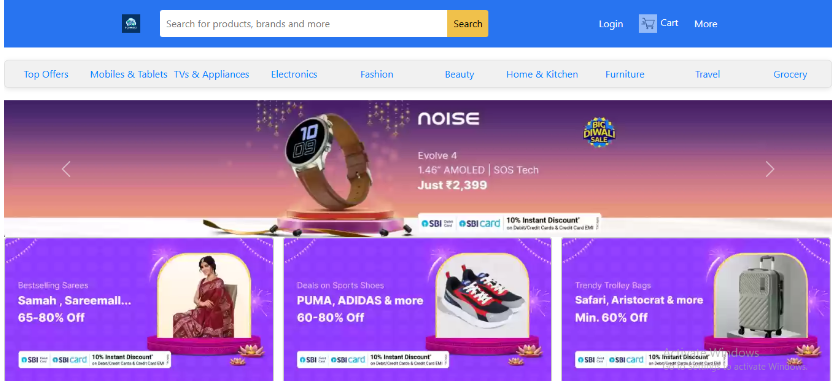 Search for products, brands and more
Search
Login
Cart
More
Top Offers
Mobiles & Tablets
TVs & Appliances
Electronics
Fashion
Beauty
Home & Kitchen
Furniture
Travel
Grocery
noise
BIG
DIWALI
SALE
Evolve 4
1.46" AMOLED | SOS Tech
Just ₹2,399
SBI SBI card 10% Instant Discount*
on Debit/Credit Cards & Credit Card EMI
Bestselling Sarees
Samah , Sareemall...
65-80% Off
SBI SBI card 10% Instant Discount*
on Debit/Credit Cards & Credit Card EMI
Deals on Sports Shoes
PUMA, ADIDAS & more
60-80% Off
SBI SBI card 10% Instant Discount*
on Debit/Credit Cards & Credit Card EMI
Trendy Trolley Bags
Safari, Aristocrat & more
Min. 60% Off
SBI SBI card 10% Instant Discount*
on Debit/Credit Cards & Credit Card EMI
Activate Windows
Go to Settings to activate Windows.